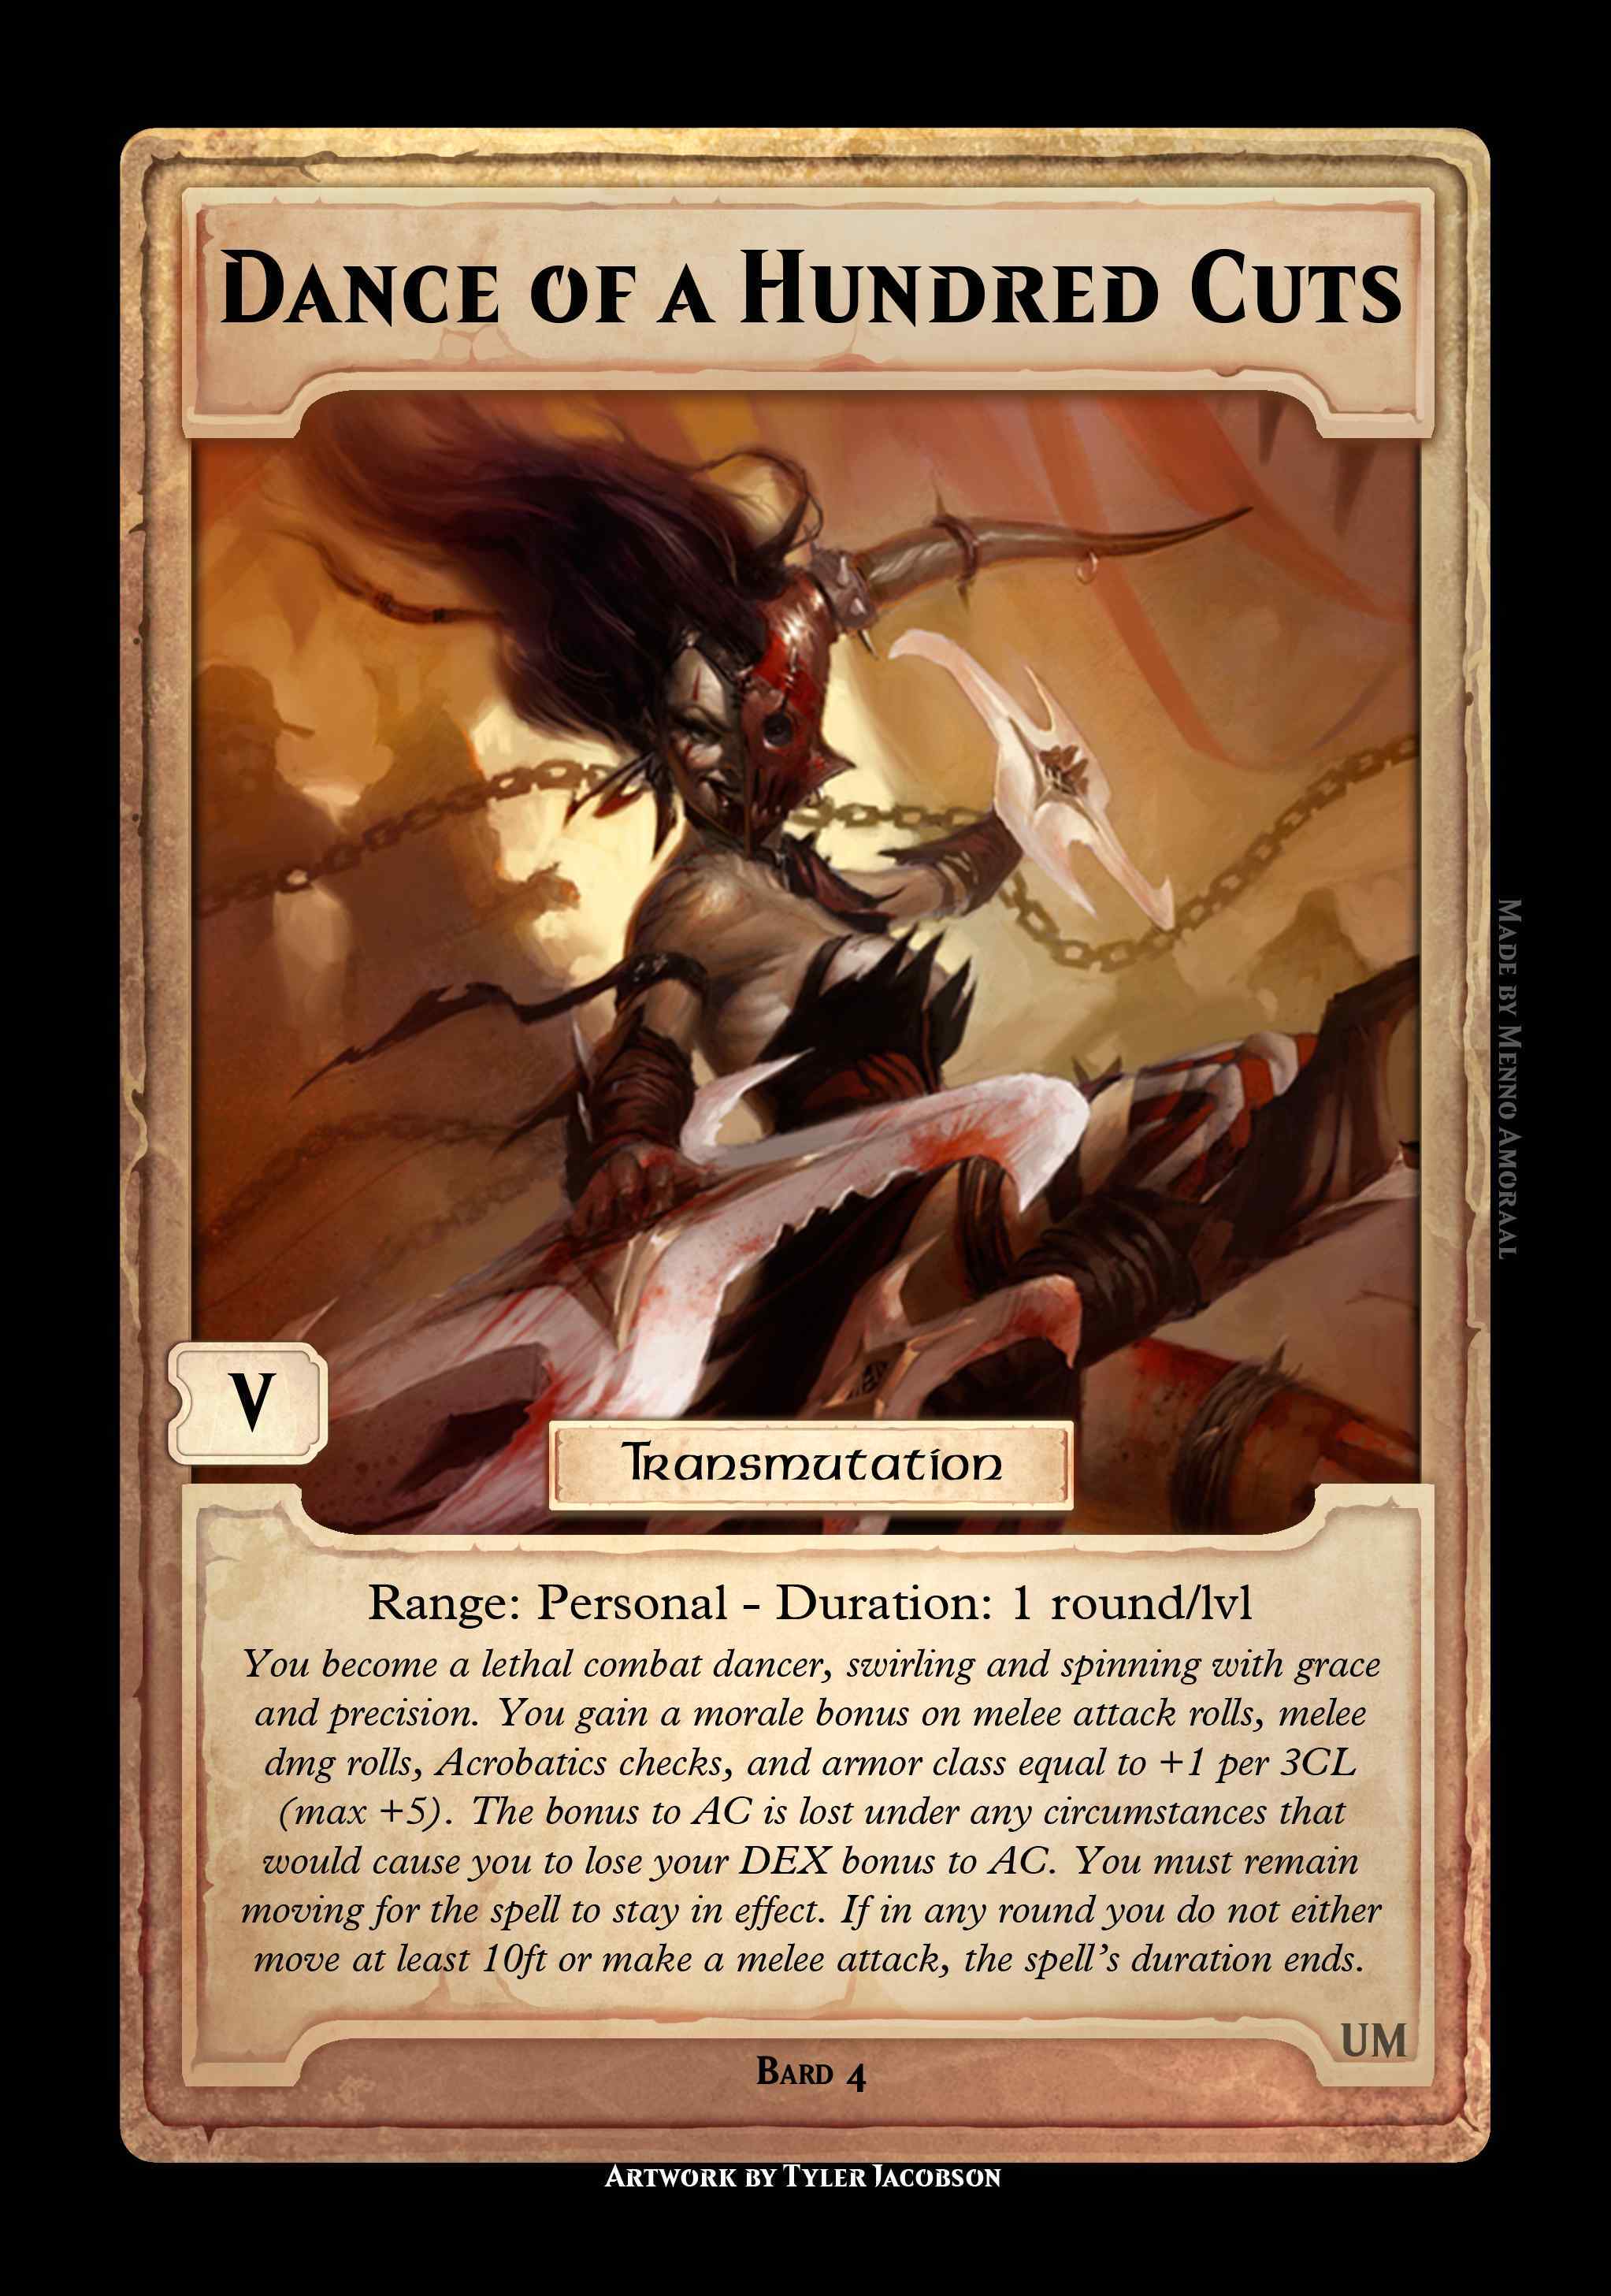 Dance of a Hundred Cuts
Made by Menno Amoraal
V
Transmutation
Range: Personal - Duration: 1 round/lvl
You become a lethal combat dancer, swirling and spinning with grace
and precision. You gain a morale bonus on melee attack rolls, melee
dmg rolls, Acrobatics checks, and armor class equal to +1 per 3CL
(max +5). The bonus to AC is lost under any circumstances that
would cause you to lose your DEX bonus to AC. You must remain
moving for the spell to stay in effect. If in any round you do not either
move at least 10ft or make a melee attack, the spell's duration ends.
UM
Bard 4
Artwork by Tyler Jacobson